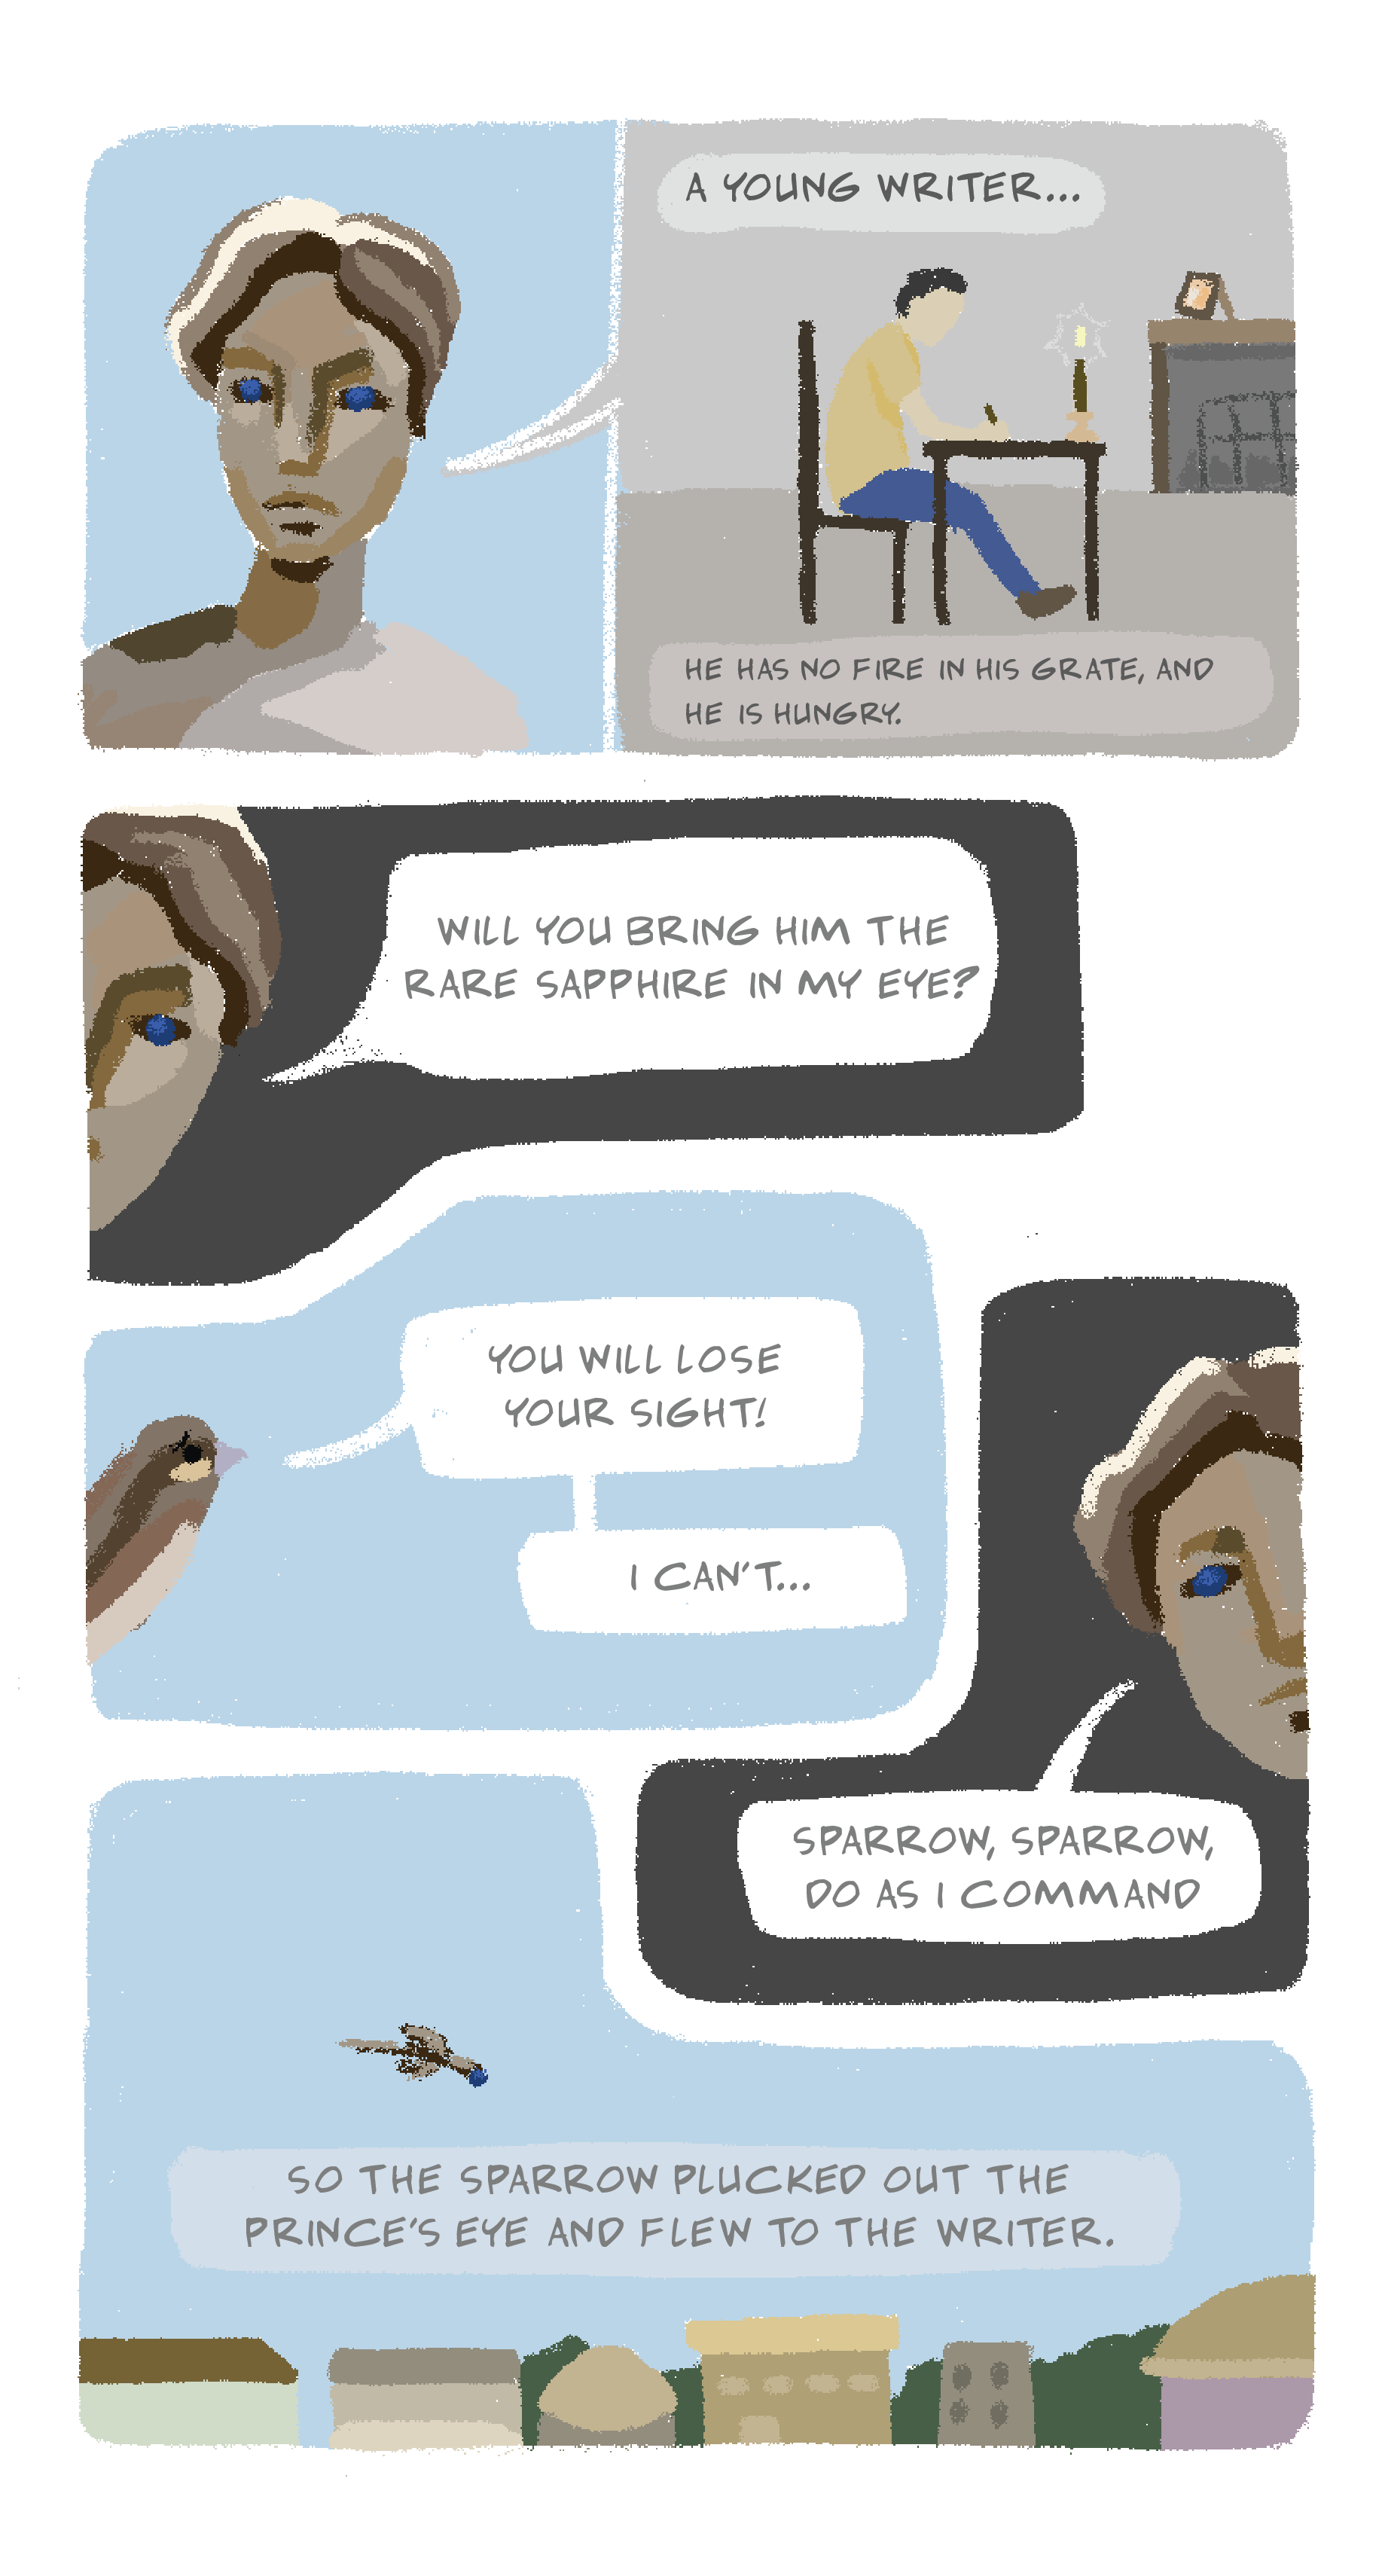 A YOUNG WRITER...
HE HAS NO FIRE IN HIS GRATE, AND
HE IS HUNGRY.
WILL YOU BRING HIM THE
RARE SAPPHIRE IN MY EYE?
YOU WILL LOSE
YOUR SIGHT!
I CAN'T...
SPARROW, SPARROW,
DO AS I COMMAND
SO THE SPARROW PLUCKED OUT THE
PRINCE'S EYE AND FLEW TO THE WRITER.